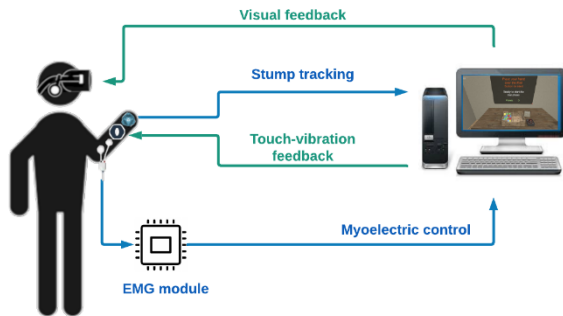 Visual feedback
Stump tracking
Touch-vibration
feedback
Myoelectric control
EMG module